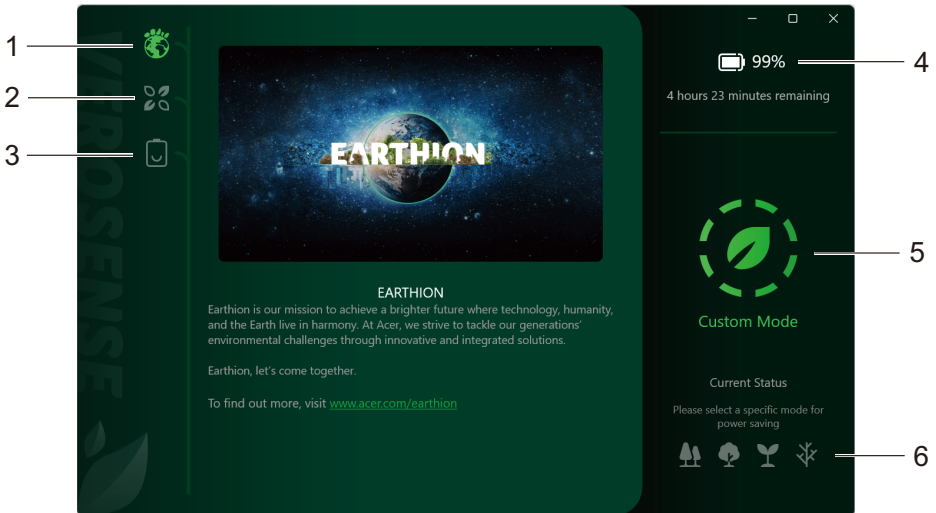 1
2
3
VEROSENSE
EARTHION
EARTHION
Earthion is our mission to achieve a brighter future where technology, humanity,
and the Earth live in harmony. At Acer, we strive to tackle our generations’
environmental challenges through innovative and integrated solutions.
Earthion, let’s come together.
To find out more, visit www.acer.com/earthion
99%
4
4 hours 23 minutes remaining
5
Custom Mode
Current Status
Please select a specific mode for
power saving
6